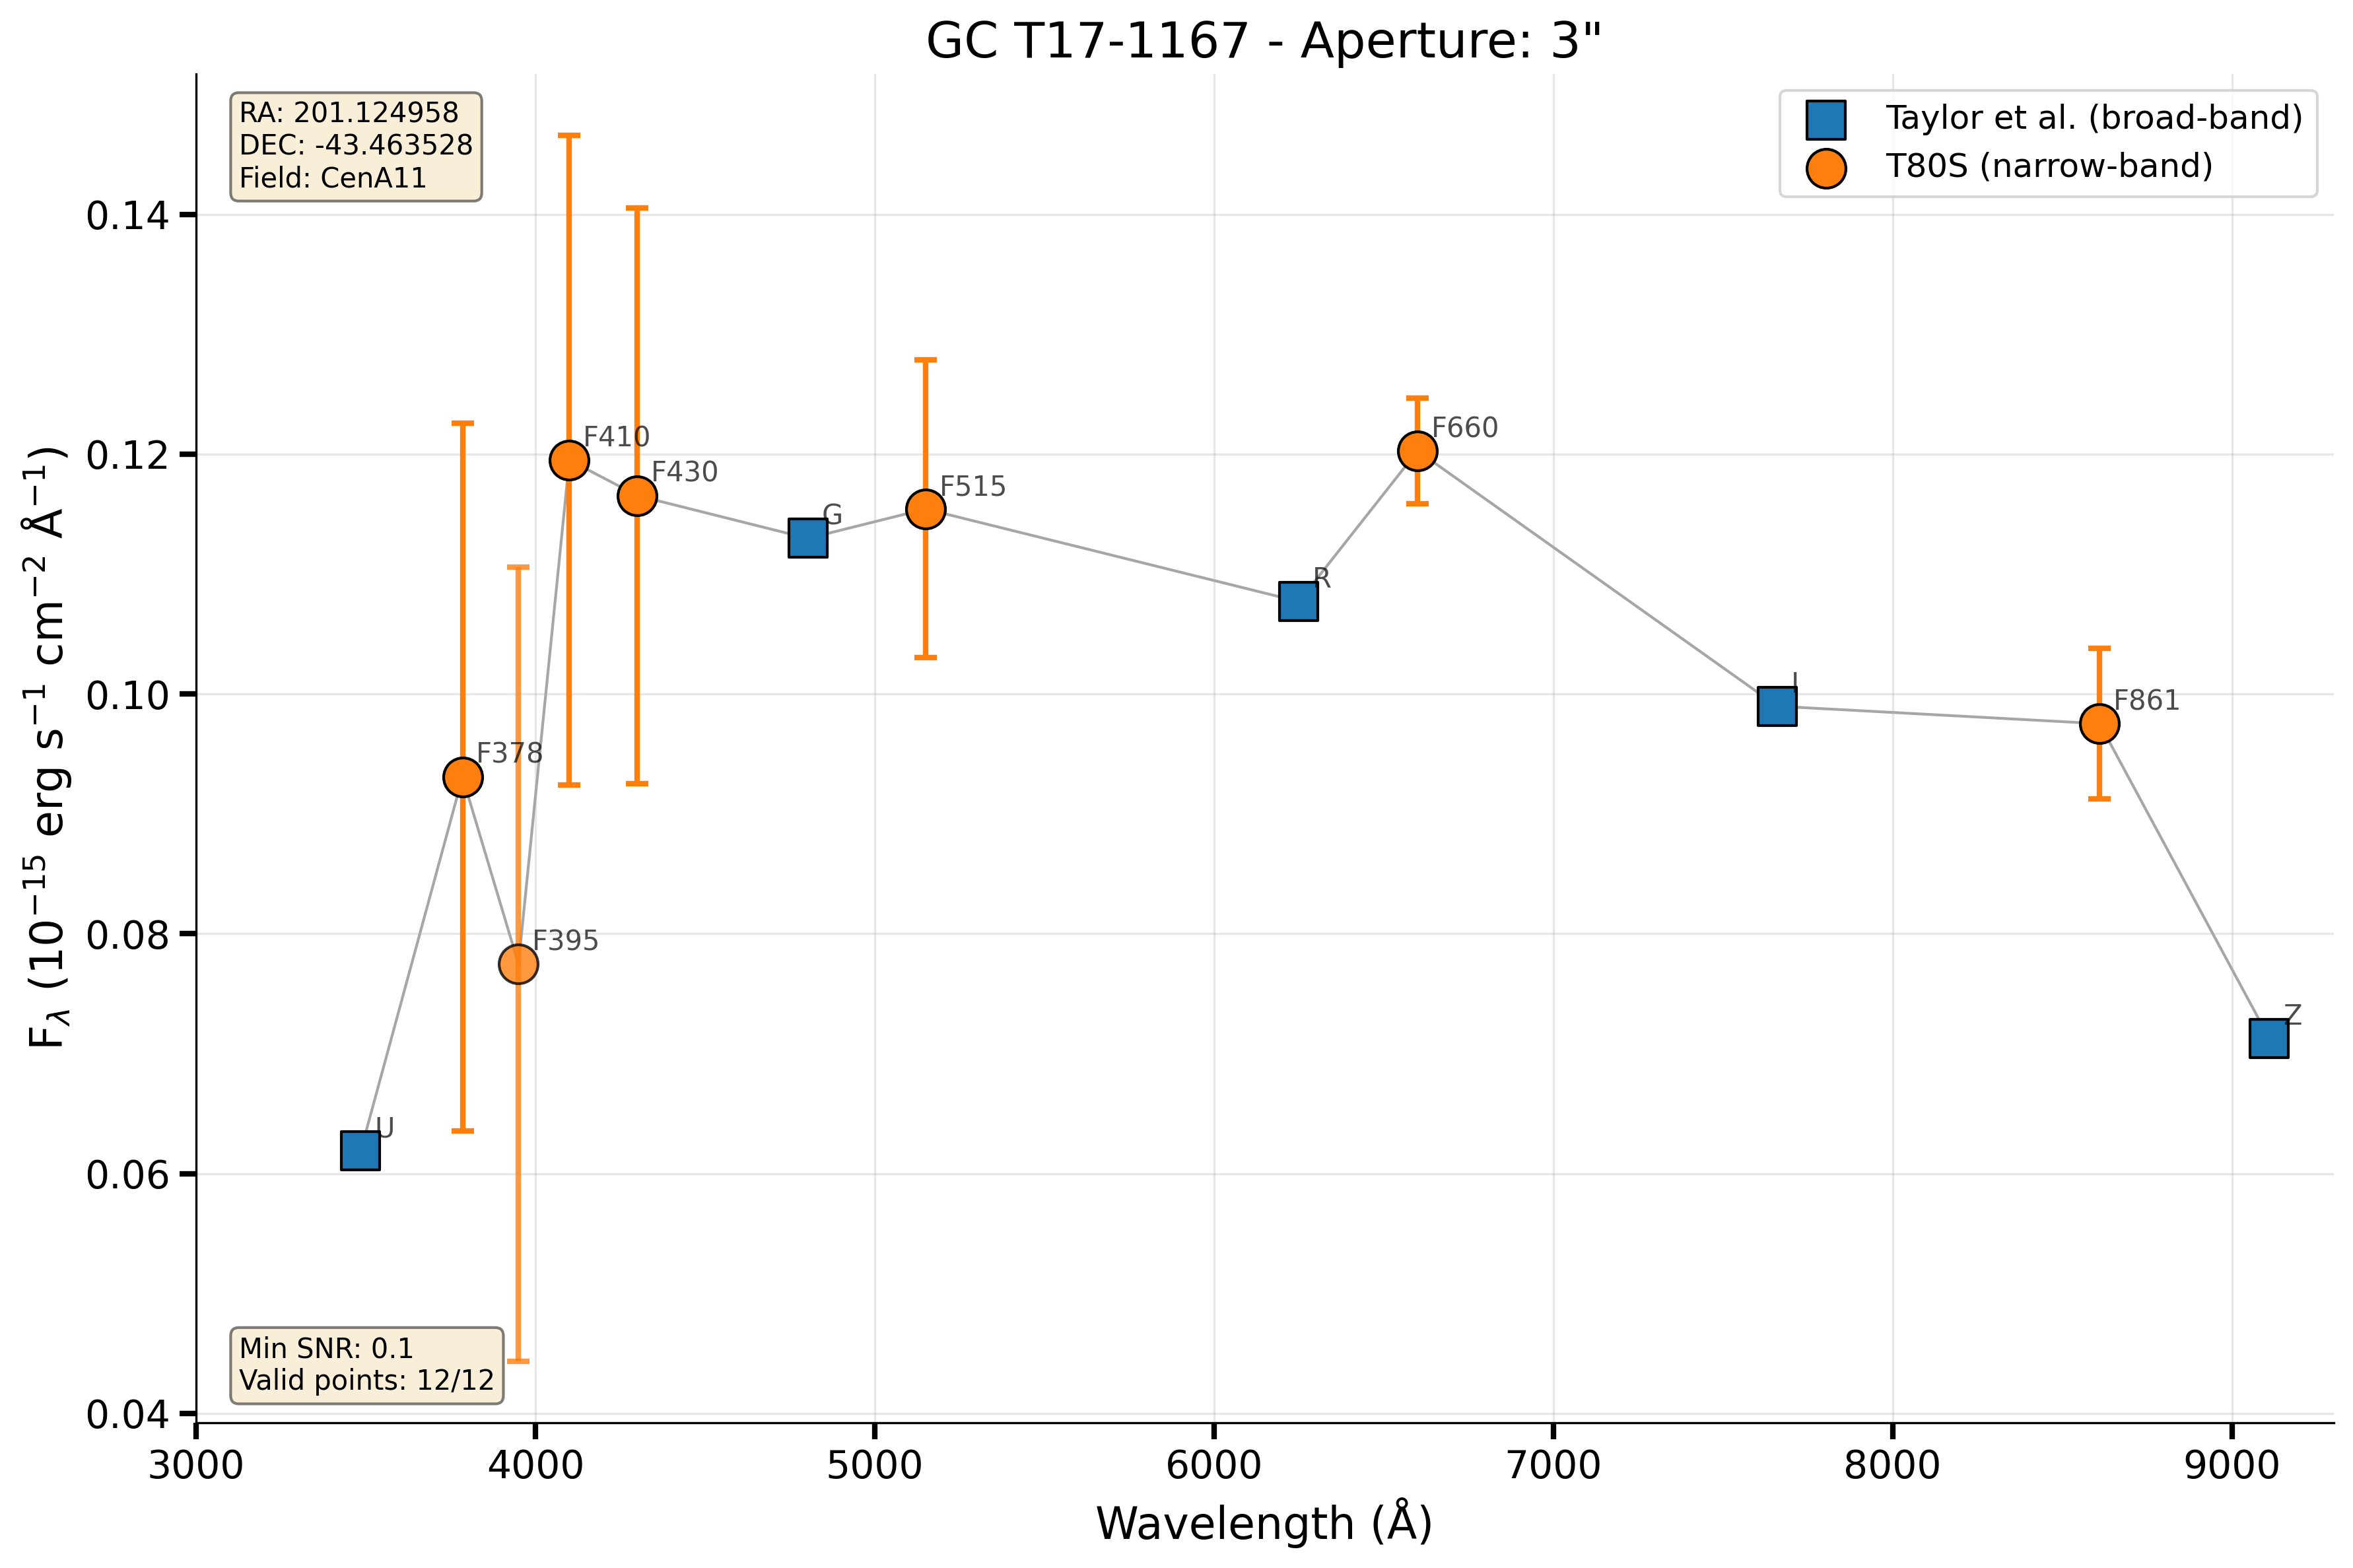 GC T17-1167 - Aperture: 3"
RA: 201.124958
DEC: -43.463528
Field: CenA11
Taylor et al. (broad-band)
T80S (narrow-band)
0.14
0.12
0.10
0.08
0.06
0.04
F$_{\lambda}$ (10$^{-15}$ erg s$^{-1}$ cm$^{-2}$ Å$^{-1}$)
F410
F430
G
F515
F660
R
F378
I
F861
F395
Z
U
Min SNR: 0.1
Valid points: 12/12
3000 4000 5000 6000 7000 8000 9000
Wavelength (Å)